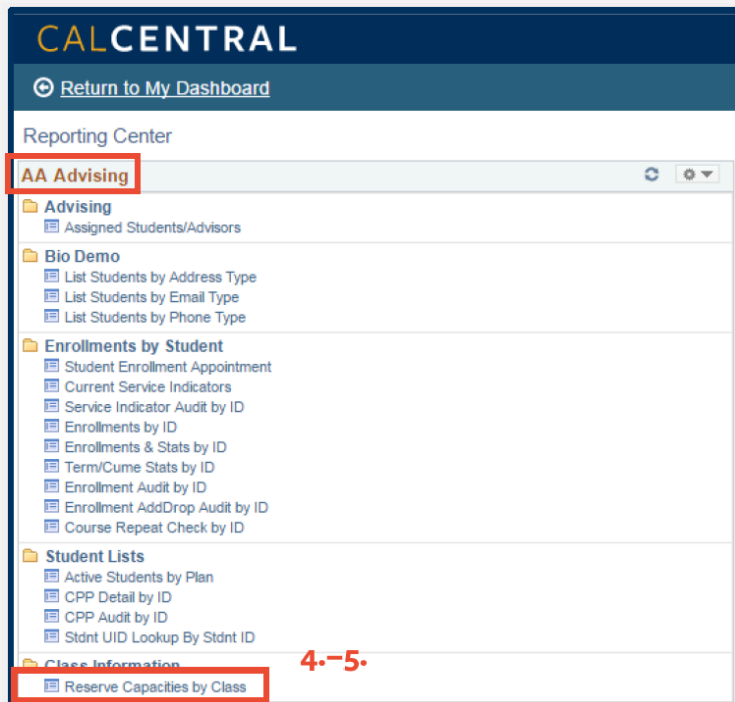 CALCENTRAL
Return to My Dashboard
Reporting Center
AA Advising
Advising
Assigned Students/Advisors
Bio Demo
List Students by Address Type
List Students by Email Type
List Students by Phone Type
Enrollments by Student
Student Enrollment Appointment
Current Service Indicators
Service Indicator Audit by ID
Enrollments by ID
Enrollments & Stats by ID
Term/Cume Stats by ID
Enrollment Audit by ID
Enrollment AddDrop Audit by ID
Course Repeat Check by ID
Student Lists
Active Students by Plan
CPP Detail by ID
CPP Audit by ID
Stdnt UID Lookup By Stdnt ID
Class Information
4.-5.
Reserve Capacities by Class